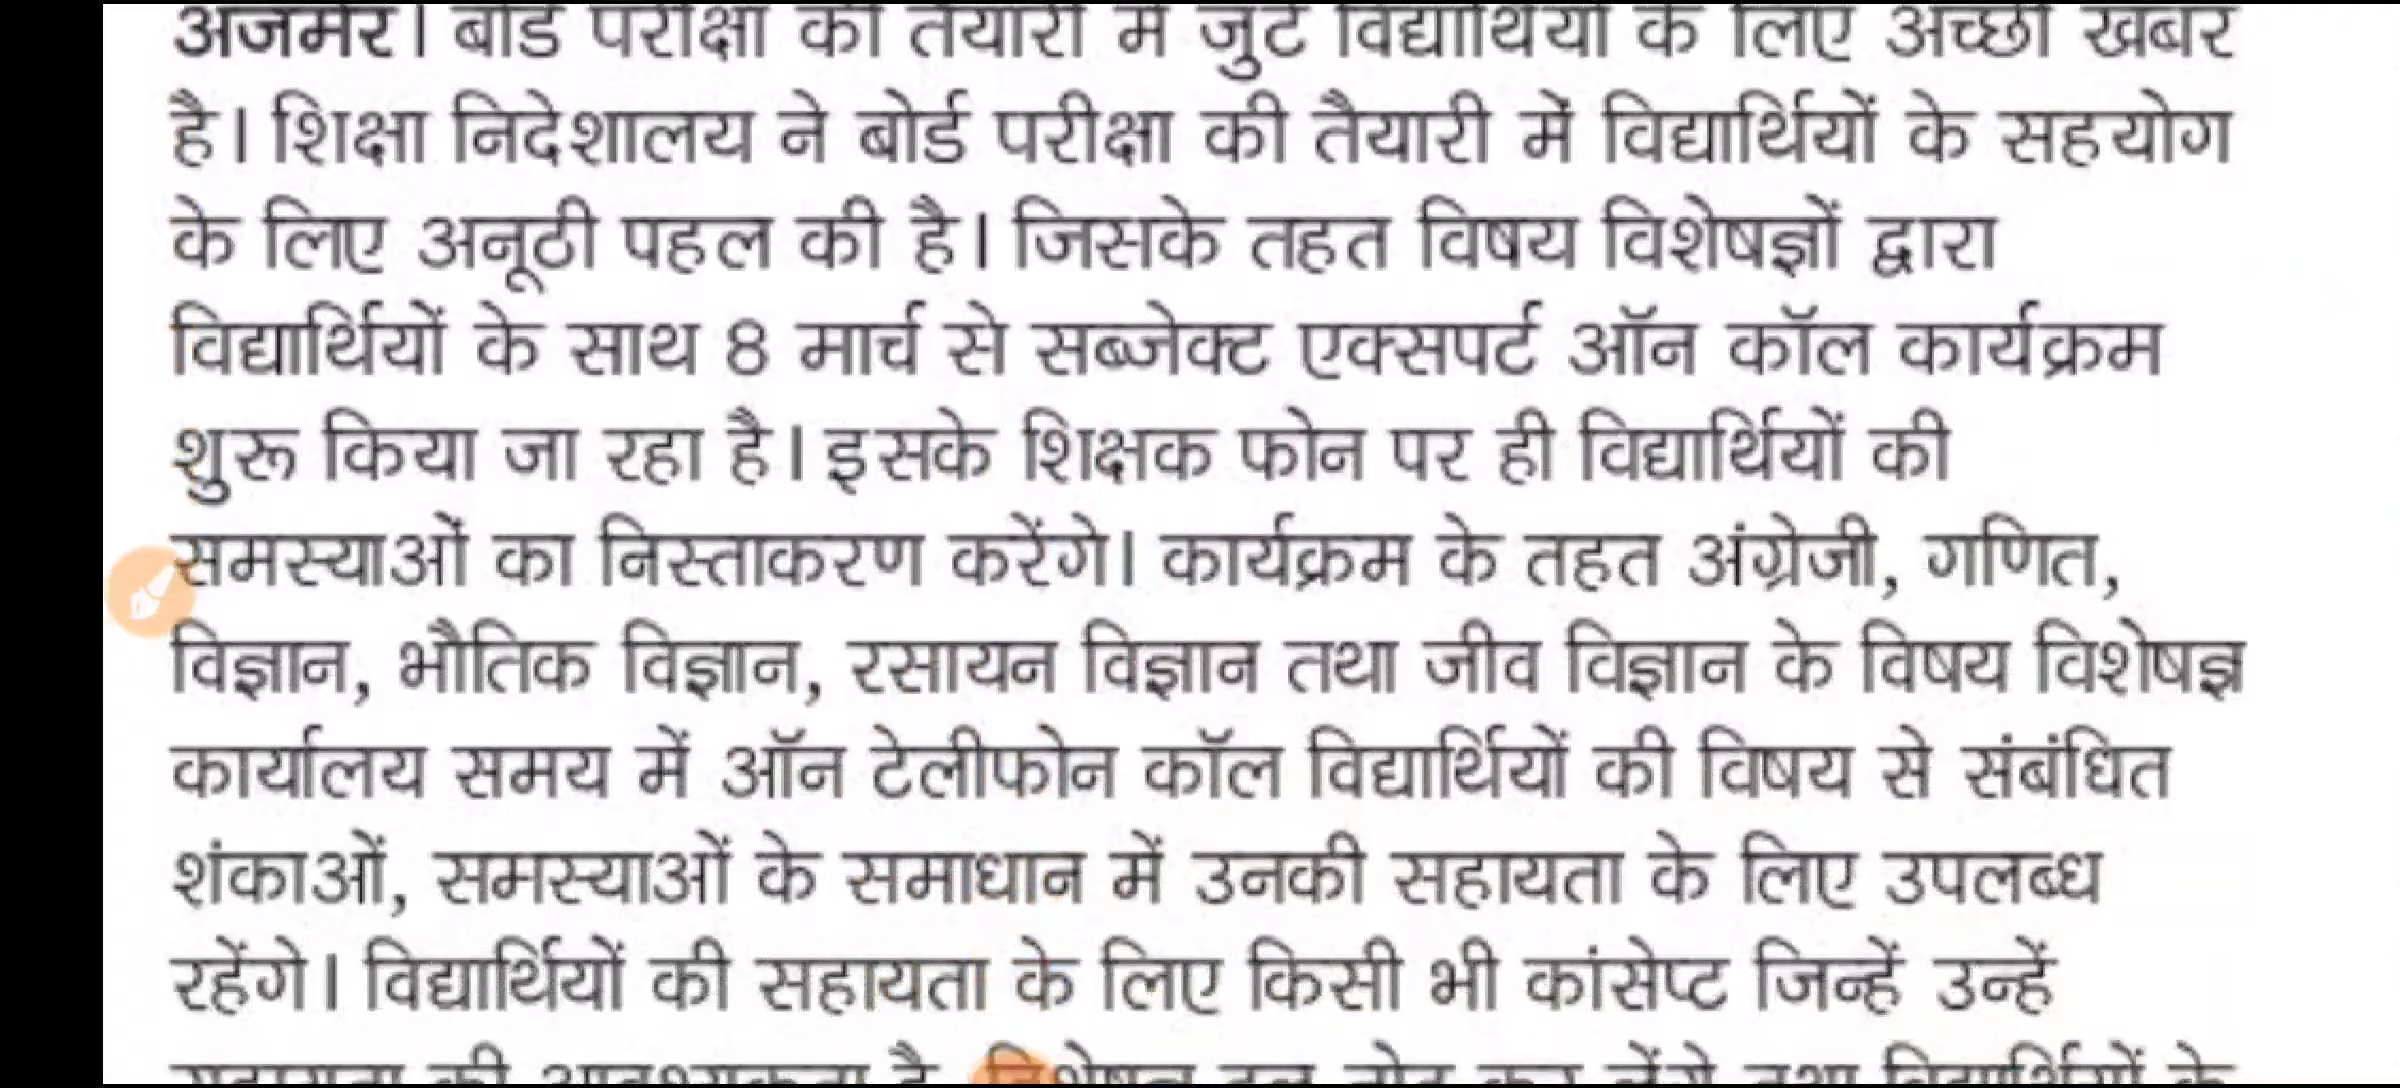 अजमेर। बोर्ड परीक्षा की तैयारी में जुटे विद्यार्थियों के लिए अच्छी खबर
है। शिक्षा निदेशालय ने बोर्ड परीक्षा की तैयारी में विद्यार्थियों के सहयोग
के लिए अनूठी पहल की है। जिसके तहत विषय विशेषज्ञों द्वारा
विद्यार्थियों के साथ 8 मार्च से सब्जेक्ट एक्सपर्ट ऑन कॉल कार्यक्रम
शुरू किया जा रहा है। इसके शिक्षक फोन पर ही विद्यार्थियों की
समस्याओं का निस्ताकरण करेंगे। कार्यक्रम के तहत अंग्रेजी, गणित,
विज्ञान, भौतिक विज्ञान, रसायन विज्ञान तथा जीव विज्ञान के विषय विशेषज्ञ
कार्यालय समय में ऑन टेलीफोन कॉल विद्यार्थियों की विषय से संबंधित
शंकाओं, समस्याओं के समाधान में उनकी सहायता के लिए उपलब्ध
रहेंगे। विद्यार्थियों की सहायता के लिए किसी भी कांसेप्ट जिन्हें उन्हें
की है विद्यार्थियों के